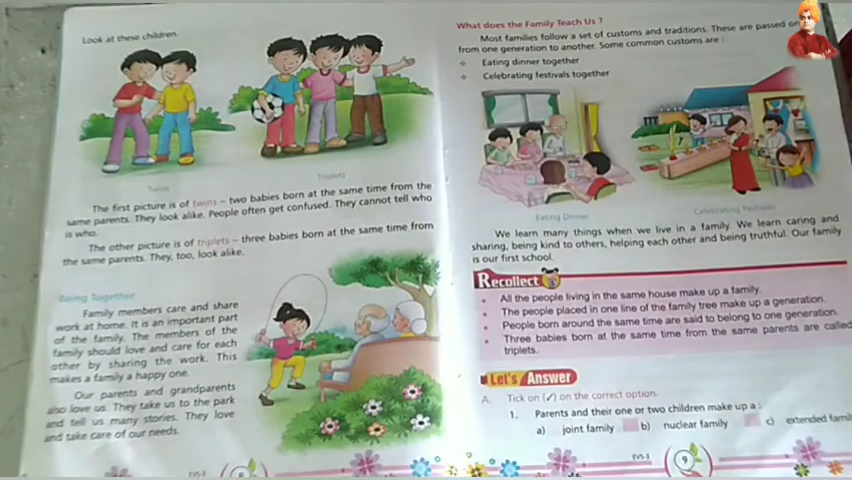 Look at these children.
Twins
Triplets
The first picture is of twins – two babies born at the same time from the
same parents. They look alike. People often get confused. They cannot tell who
is who.
The other picture is of triplets – three babies born at the same time from
the same parents. They, too, look alike.
Being Together
Family members care and share
work at home. It is an important part
of the family. The members of the
family should love and care for each
other by sharing the work. This
makes a family a happy one.
Our parents and grandparents
also love us. They take us to the park
and tell us many stories. They love
and take care of our needs.
EVS-3
8
What does the Family Teach Us ?
Most families follow a set of customs and traditions. These are passed on
from one generation to another. Some common customs are :
Eating dinner together
Celebrating festivals together
Eating Dinner
Celebrating Festivals
We learn many things when we live in a family. We learn caring and
sharing, being kind to others, helping each other and being truthful. Our family
is our first school.
Recollect
• All the people living in the same house make up a family.
• The people placed in one line of the family tree make up a generation.
• People born around the same time are said to belong to one generation.
• Three babies born at the same time from the same parents are called
triplets.
Let's Answer
A. Tick on (✓) on the correct option.
1. Parents and their one or two children make up a :
a) joint family b) nuclear family c) extended famil
EVS-3
9